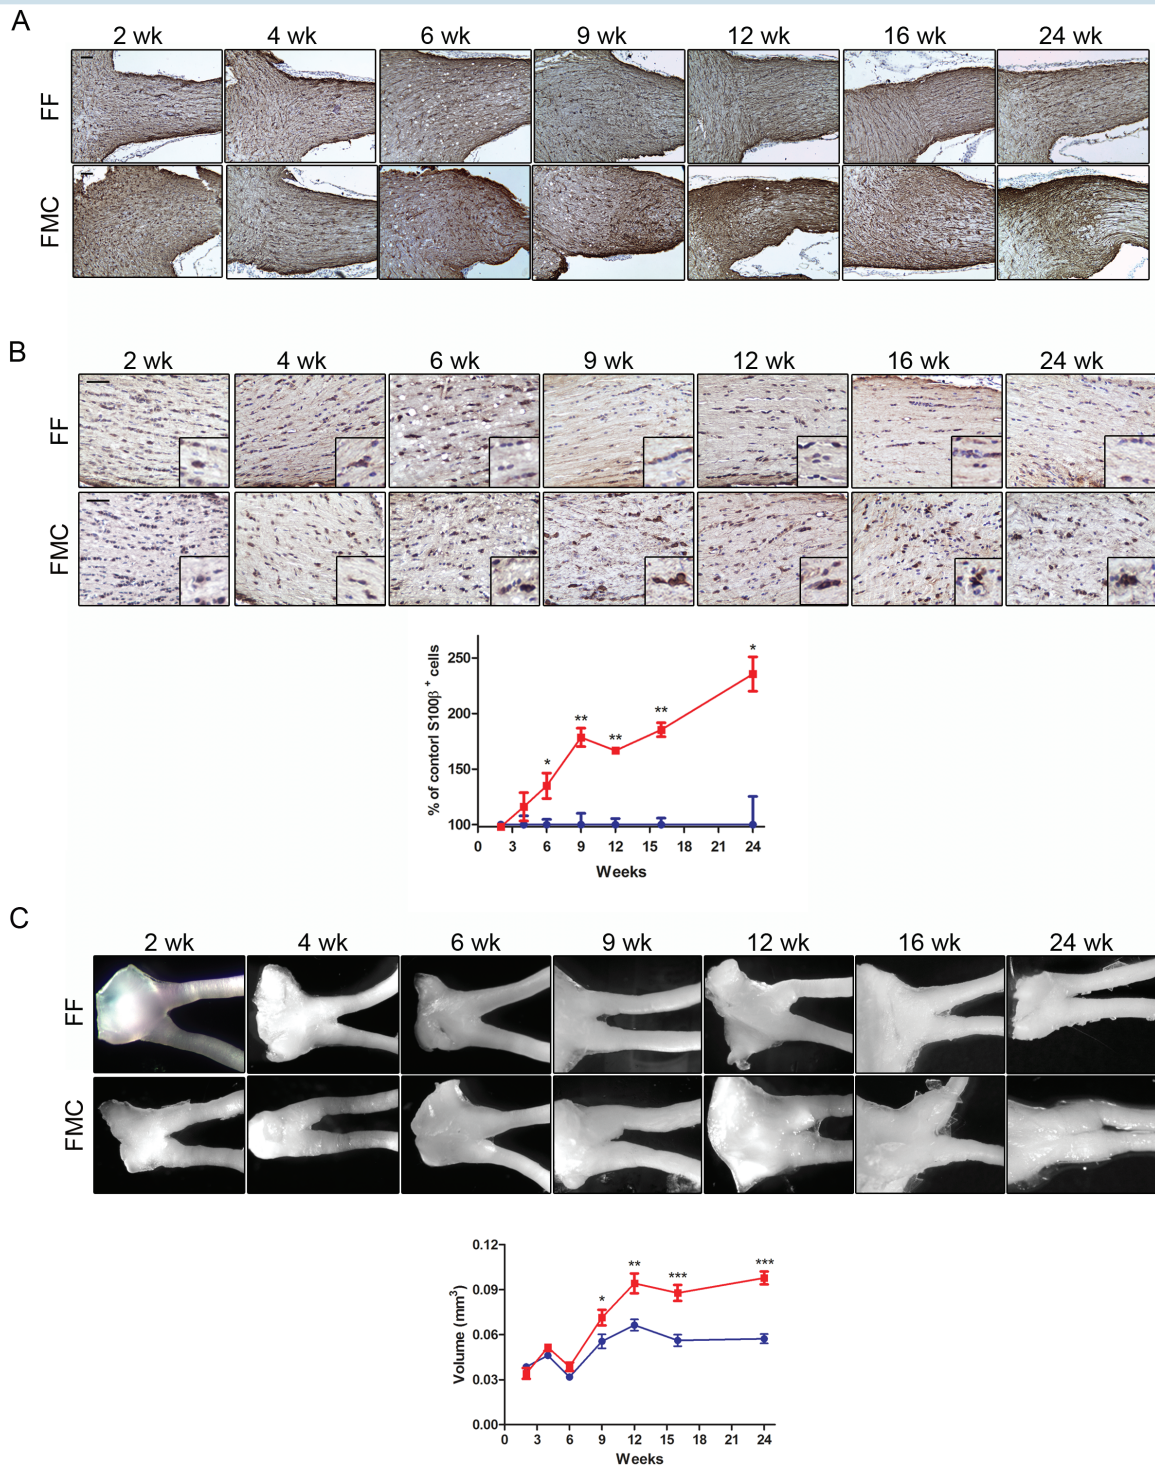 A
2 wk 4 wk 6 wk 9 wk 12 wk 16 wk 24 wk
FF
FMC
B
2 wk 4 wk 6 wk 9 wk 12 wk 16 wk 24 wk
FF
FMC
% of contorl S100β + cells
250
200
150
100
* ** ** ** *
0 3 6 9 12 15 18 21 24
Weeks
C
2 wk 4 wk 6 wk 9 wk 12 wk 16 wk 24 wk
FF
FMC
Volume (mm3)
0.12
0.09
0.06
0.03
0.00
* ** *** ***
0 3 6 9 12 15 18 21 24
Weeks